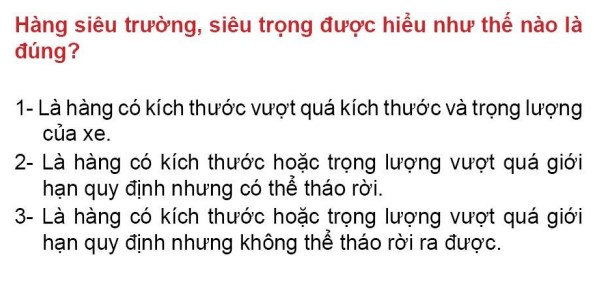 Hàng siêu trường, siêu trọng được hiểu như thế nào là
đúng?
1- Là hàng có kích thước vượt quá kích thước và trọng lượng
của xe.
2- Là hàng có kích thước hoặc trọng lượng vượt quá giới
hạn quy định nhưng có thể tháo rời.
3- Là hàng có kích thước hoặc trọng lượng vượt quá giới
hạn quy định nhưng không thể tháo rời ra được.